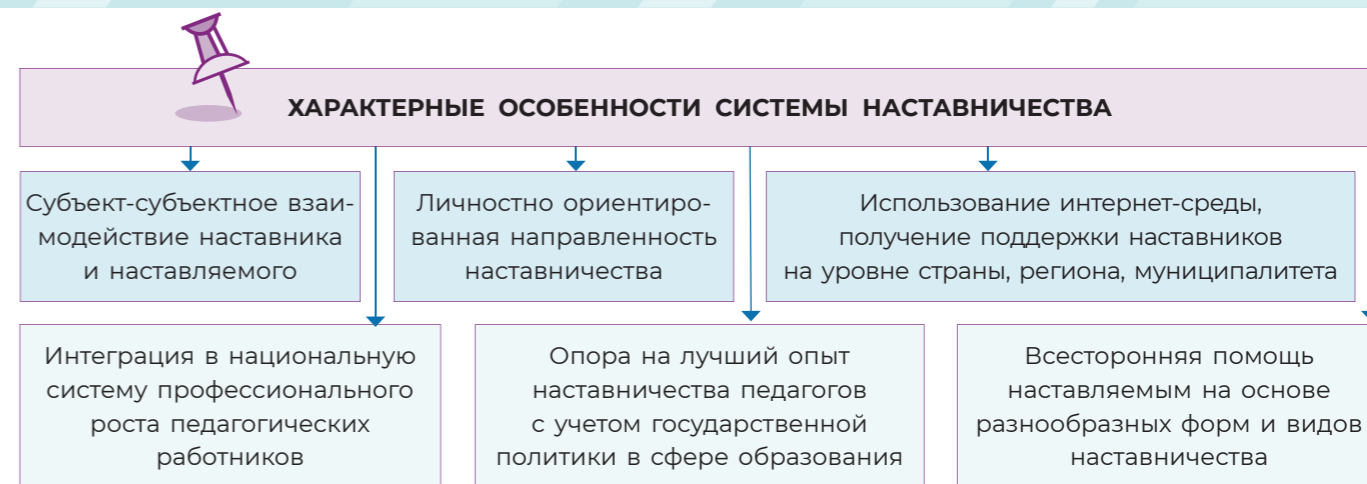 ХАРАКТЕРНЫЕ ОСОБЕННОСТИ СИСТЕМЫ НАСТАВНИЧЕСТВА
Субъект-субъектное взаи-
модействие наставника
и наставляемого
Личностно ориентиро-
ванная направленность
наставничества
Использование интернет-среды,
получение поддержки наставников
на уровне страны, региона, муниципалитета
Интеграция в национальную
систему профессионального
роста педагогических
работников
Опора на лучший опыт
наставничества педагогов
с учетом государственной
политики в сфере образования
Всесторонняя помощь
наставляемым на основе
разнообразных форм и видов
наставничества